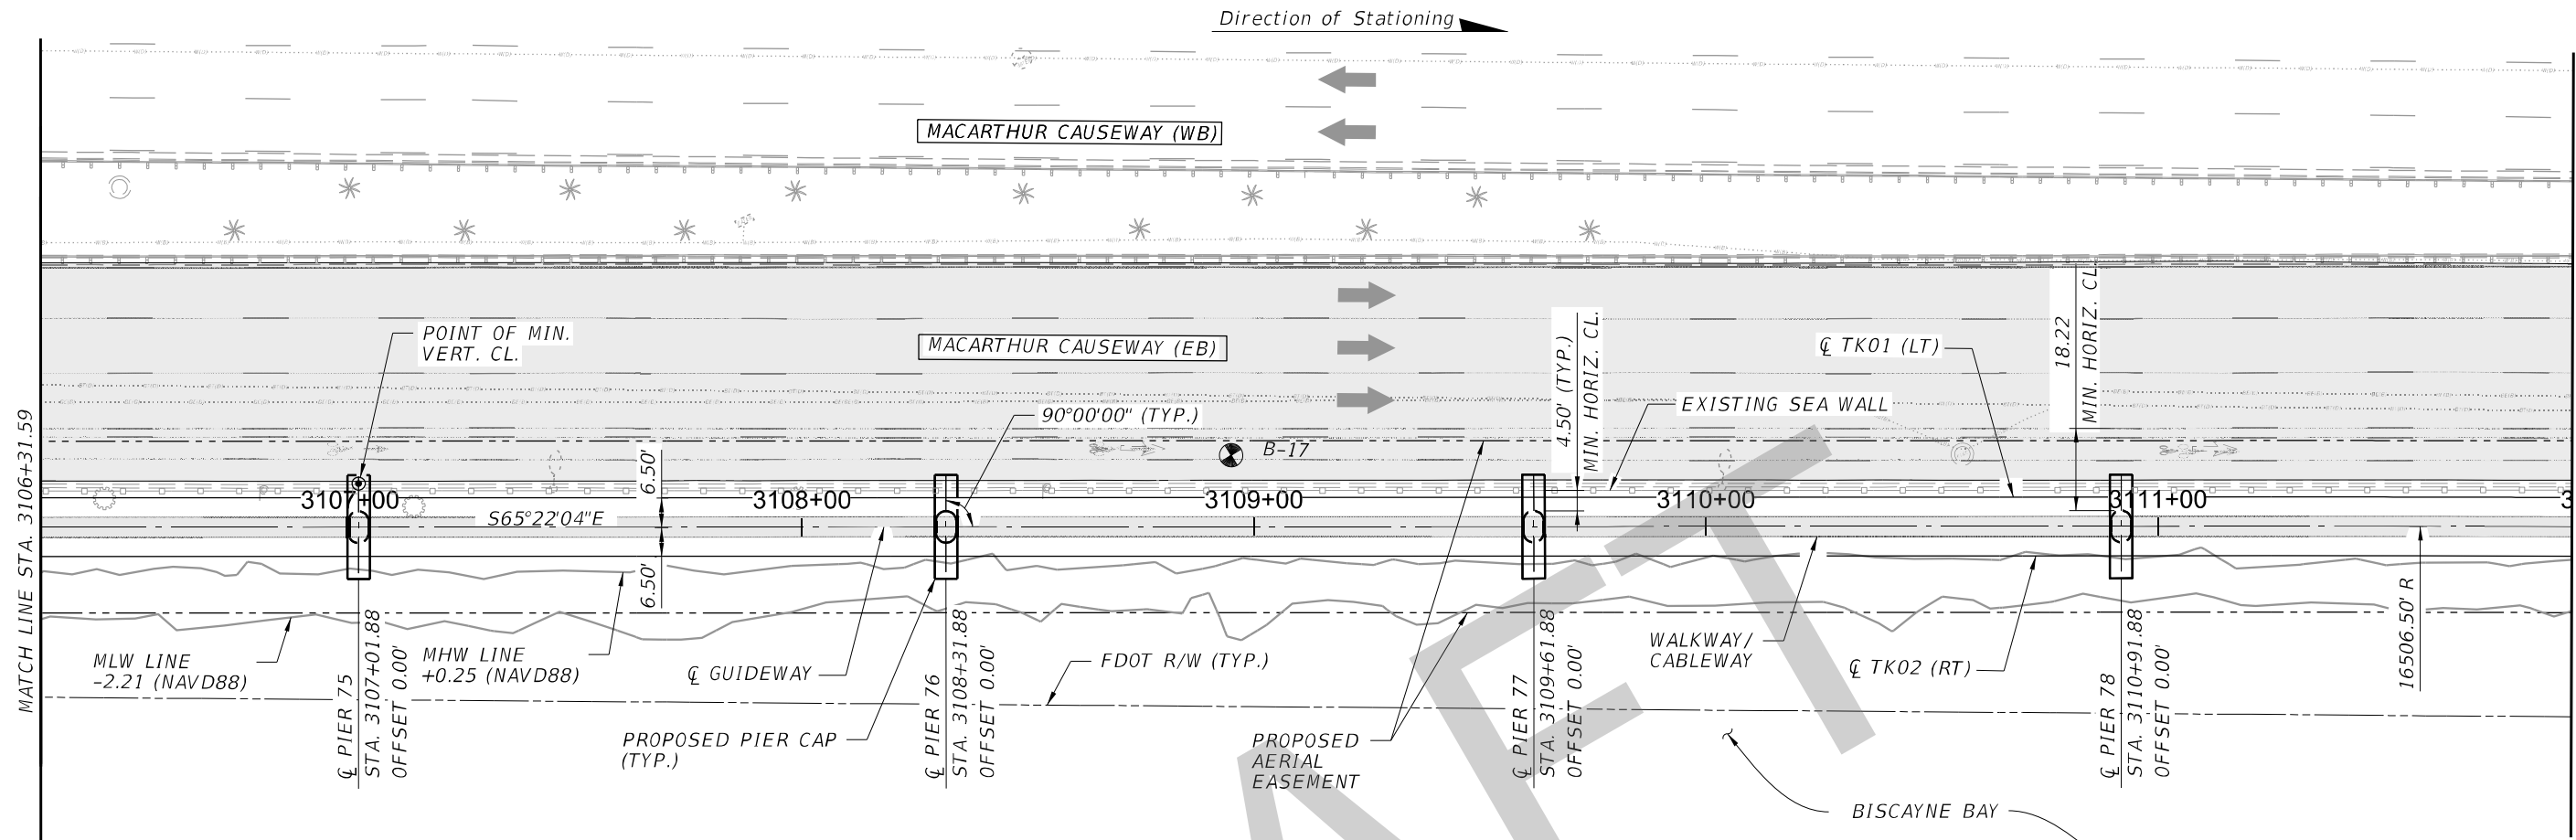 Direction of Stationing
MACARTHUR CAUSEWAY (WB)
POINT OF MIN.
VERT. CL.
MACARTHUR CAUSEWAY (EB)
90°00'00" (TYP.)
B-17
4.50' (TYP.)
MIN. HORIZ. CL.
EXISTING SEA WALL
℄ TK01 (LT)
18.22
MIN. HORIZ. CL.
MATCH LINE STA. 3106+31.59
3107+00
3108+00
3109+00
3110+00
3111+00
3
S65°22'04"E
6.50'
6.50'
MLW LINE
-2.21 (NAVD88)
MHW LINE
+0.25 (NAVD88)
℄ GUIDEWAY
FDOT R/W (TYP.)
WALKWAY/
CABLEWAY
℄ TK02 (RT)
16506.50' R
℄ PIER 75
STA. 3107+01.88
OFFSET 0.00'
PROPOSED PIER CAP
(TYP.)
℄ PIER 76
STA. 3108+31.88
OFFSET 0.00'
PROPOSED
AERIAL
EASEMENT
℄ PIER 77
STA. 3109+61.88
OFFSET 0.00'
℄ PIER 78
STA. 3110+91.88
OFFSET 0.00'
BISCAYNE BAY
AFT